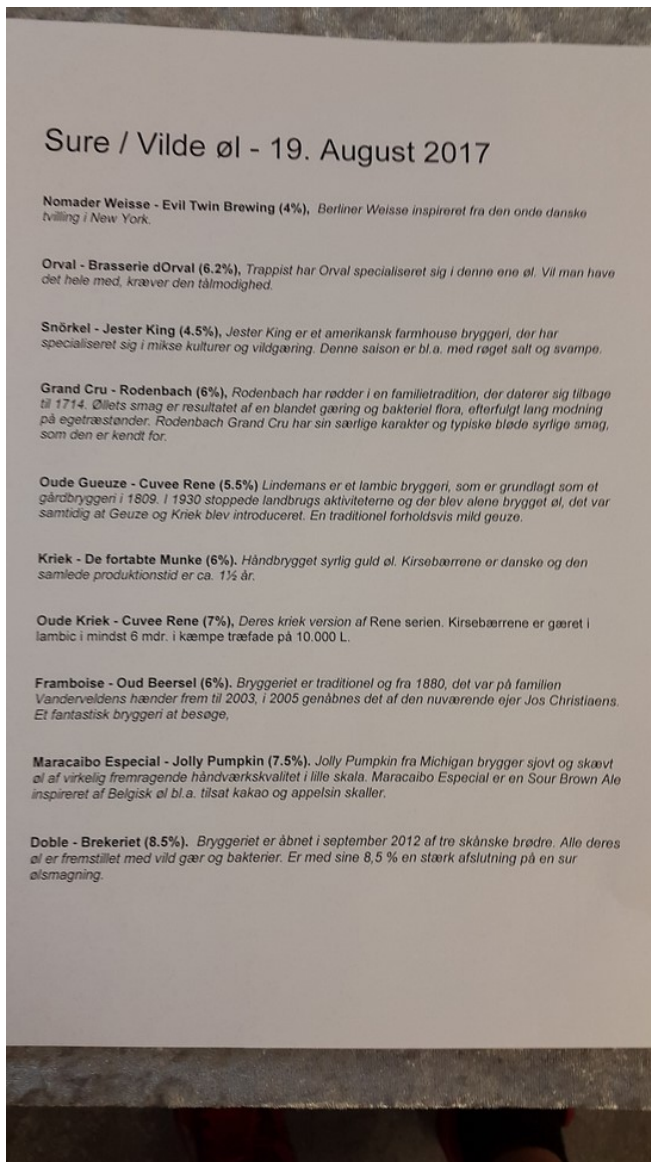 Sure / Vilde øl - 19. August 2017
Nomader Weisse - Evil Twin Brewing (4%), Berliner Weisse inspireret fra den onde danske
tvilling i New York.
Orval - Brasserie dOrval (6.2%), Trappist har Orval specialiseret sig i denne ene øl. Vil man have
det hele med, kræver den tålmodighed.
Snörkel - Jester King (4.5%), Jester King er et amerikansk farmhouse bryggeri, der har
specialiseret sig i mikse kulturer og vildgæring. Denne saison er bl.a. med røget salt og svampe.
Grand Cru - Rodenbach (6%), Rodenbach har rødder i en familietradition, der daterer sig tilbage
til 1714. Øllets smag er resultatet af en blandet gæring og bakteriel flora, efterfulgt lang modning
på egetræstønder. Rodenbach Grand Cru har sin særlige karakter og typiske bløde syrlige smag,
som den er kendt for.
Oude Gueuze - Cuvee Rene (5.5%) Lindemans er et lambic bryggeri, som er grundlagt som et
gårdbryggeri i 1809. I 1930 stoppede landbrugs aktiviteterne og der blev alene brygget øl, det var
samtidig at Geuze og Kriek blev introduceret. En traditionel forholdsvis mild geuze.
Kriek - De fortabte Munke (6%). Håndbrygget syrlig guld øl. Kirsebærrene er danske og den
samlede produktionstid er ca. 1½ år.
Oude Kriek - Cuvee Rene (7%), Deres kriek version af Rene serien. Kirsebærrene er gæret i
lambic i mindst 6 mdr. i kæmpe træfade på 10.000 L.
Framboise - Oud Beersel (6%). Bryggeriet er traditionel og fra 1880, det var på familien
Vanderveldens hænder frem til 2003, i 2005 genåbnes det af den nuværende ejer Jos Christiaens.
Et fantastisk bryggeri at besøge,
Maracaibo Especial - Jolly Pumpkin (7.5%). Jolly Pumpkin fra Michigan brygger sjovt og skævt
øl af virkelig fremragende håndværkskvalitet i lille skala. Maracaibo Especial er en Sour Brown Ale
inspireret af Belgisk øl bl.a. tilsat kakao og appelsin skaller.
Doble - Brekeriet (8.5%). Bryggeriet er åbnet i september 2012 af tre skånske brødre. Alle deres
øl er fremstillet med vild gær og bakterier. Er med sine 8,5 % en stærk afslutning på en sur
ølsmagning.